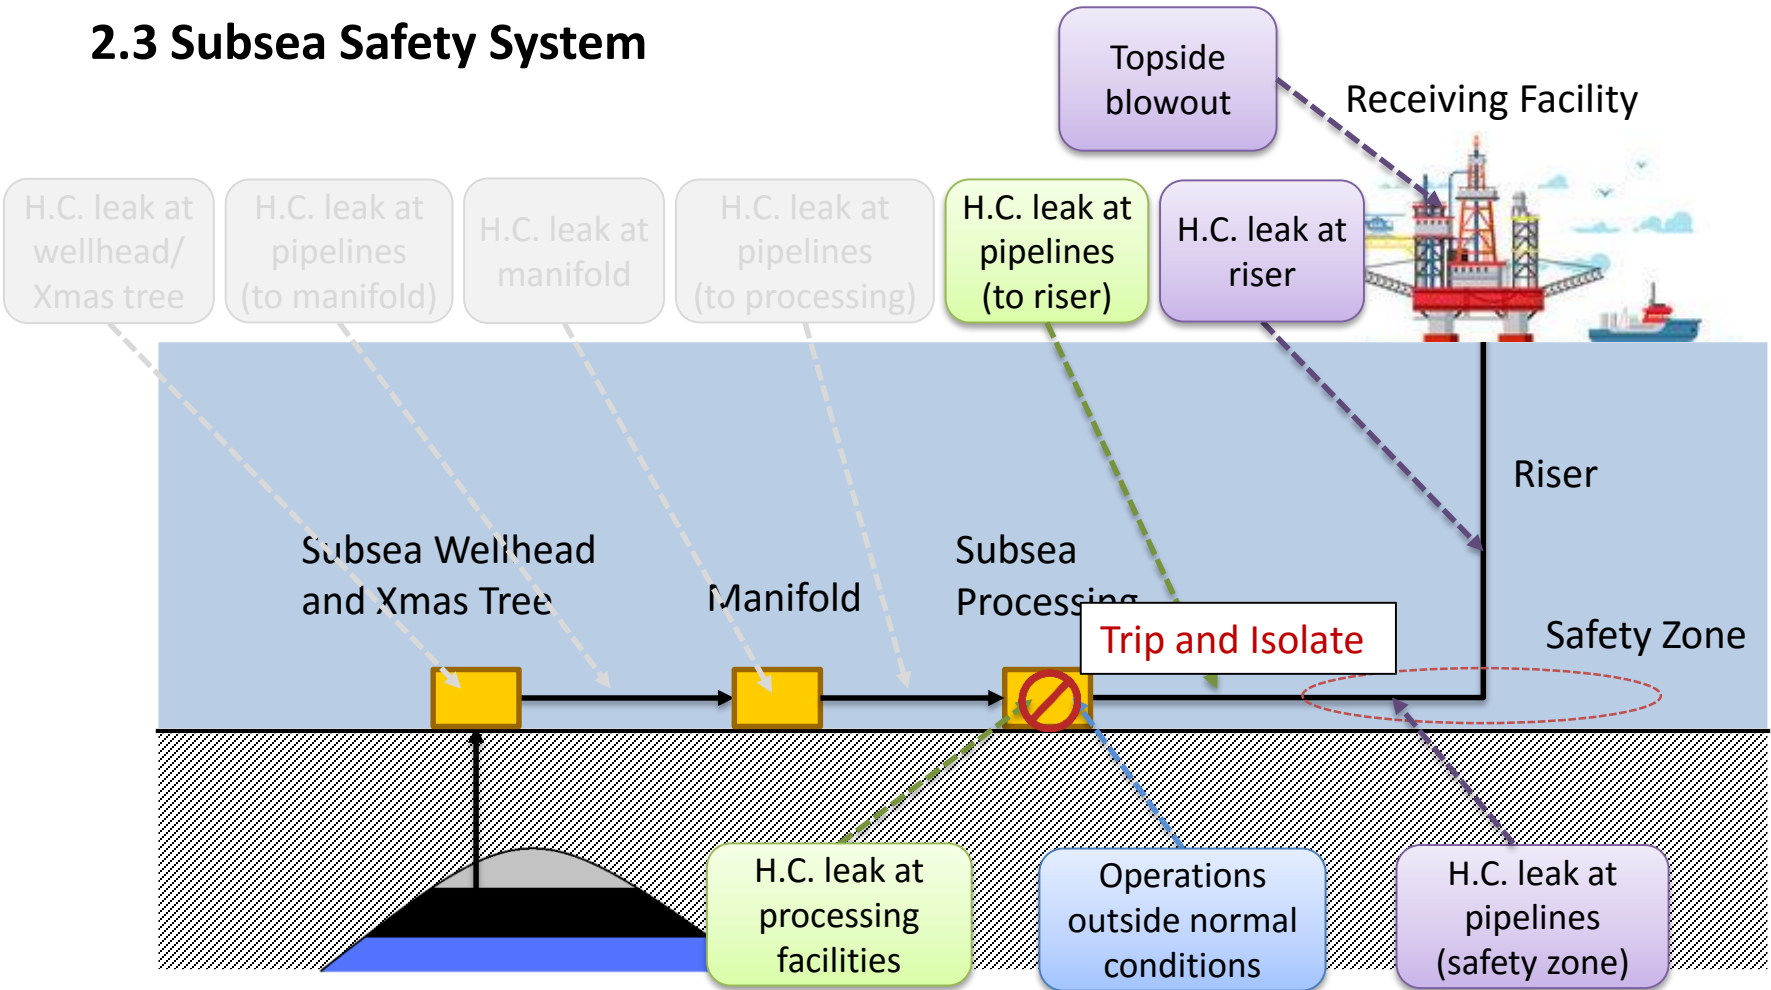 2.3 Subsea Safety System
Topside
blowout
Receiving Facility
H.C. leak at
wellhead/
Xmas tree
H.C. leak at
pipelines
(to manifold)
H.C. leak at
manifold
H.C. leak at
pipelines
(to processing)
H.C. leak at
pipelines
(to riser)
H.C. leak at
riser
Riser
Subsea Wellhead
and Xmas Tree
Manifold
Subsea
Processing
Trip and Isolate
Safety Zone
H.C. leak at
processing
facilities
Operations
outside normal
conditions
H.C. leak at
pipelines
(safety zone)